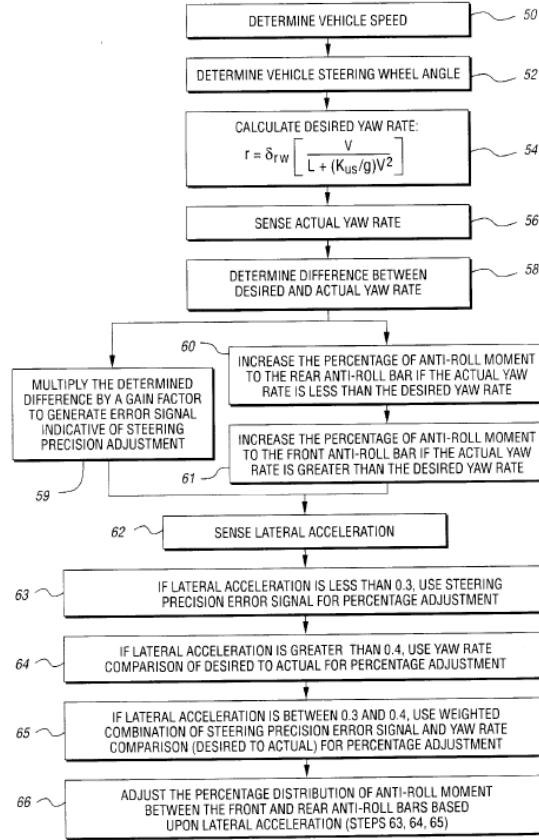 DETERMINE VEHICLE SPEED
50
DETERMINE VEHICLE STEERING WHEEL ANGLE
52
CALCULATE DESIRED YAW RATE:
r = δrw [ V / L + (Kus/g)V² ]
54
SENSE ACTUAL YAW RATE
56
DETERMINE DIFFERENCE BETWEEN
DESIRED AND ACTUAL YAW RATE
58
MULTIPLY THE DETERMINED
DIFFERENCE BY A GAIN FACTOR
TO GENERATE ERROR SIGNAL
INDICATIVE OF STEERING
PRECISION ADJUSTMENT
59
60
INCREASE THE PERCENTAGE OF ANTI-ROLL MOMENT
TO THE REAR ANTI-ROLL BAR IF THE ACTUAL YAW
RATE IS LESS THAN THE DESIRED YAW RATE
INCREASE THE PERCENTAGE OF ANTI-ROLL MOMENT
TO THE FRONT ANTI-ROLL BAR IF THE ACTUAL YAW
RATE IS GREATER THAN THE DESIRED YAW RATE
61
62
SENSE LATERAL ACCELERATION
63
IF LATERAL ACCELERATION IS LESS THAN 0.3, USE STEERING
PRECISION ERROR SIGNAL FOR PERCENTAGE ADJUSTMENT
64
IF LATERAL ACCELERATION IS GREATER THAN 0.4, USE YAW RATE
COMPARISON OF DESIRED TO ACTUAL FOR PERCENTAGE ADJUSTMENT
65
IF LATERAL ACCELERATION IS BETWEEN 0.3 AND 0.4, USE WEIGHTED
COMBINATION OF STEERING PRECISION ERROR SIGNAL AND YAW RATE
COMPARISON (DESIRED TO ACTUAL) FOR PERCENTAGE ADJUSTMENT
66
ADJUST THE PERCENTAGE DISTRIBUTION OF ANTI-ROLL MOMENT
BETWEEN THE FRONT AND REAR ANTI-ROLL BARS BASED
UPON LATERAL ACCELERATION (STEPS 63, 64, 65)